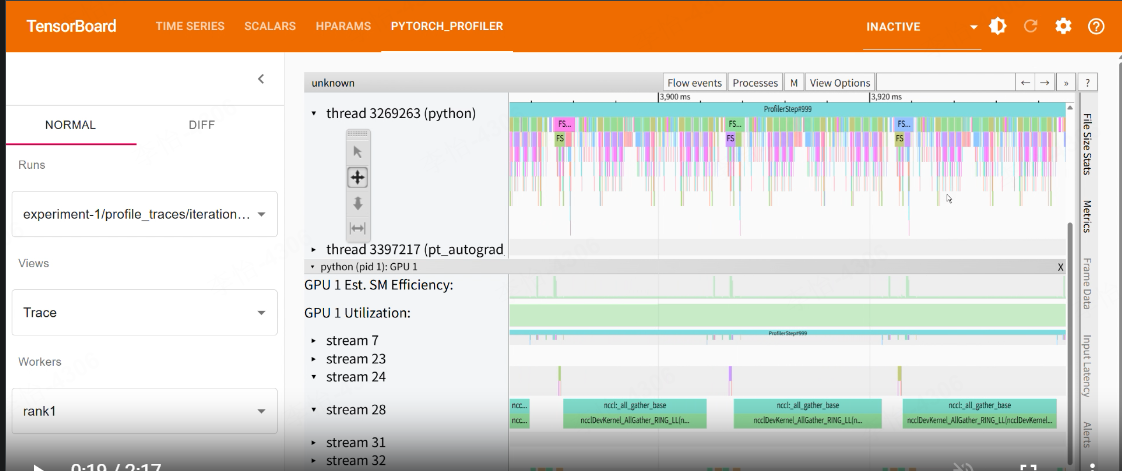 TensorBoard
TIME SERIES
SCALARS
HPARAMS
PYTORCH_PROFILER
INACTIVE
NORMAL
DIFF
Runs
experiment-1/profile_traces/iteration...
Views
Trace
Workers
rank1
unknown
Flow events
Processes
M
View Options
←
→
»
?
3,900 ms
3,920 ms
thread 3269263 (python)
ProfilerStep#999
FS...
FS...
FS...
FS
FS
FS
thread 3397217 (pt_autograd
python (pid 1): GPU 1
X
GPU 1 Est. SM Efficiency:
GPU 1 Utilization:
stream 7
ProfilerStep#999
stream 23
stream 24
stream 28
ncc...
nccl:_all_gather_base
nccl:_all_gather_base
nccl:_all_gather_base
ncc...
ncclDevKernel_AllGather_RING_LL(n...
ncclDevKernel_AllGather_RING_LL(n...
ncclDevKernel_AllGather_RING_LL(ncclDevKernel...
stream 31
stream 32
File Size Stats
Metrics
Frame Data
Input Latency
Alerts
0:19 / 2:17